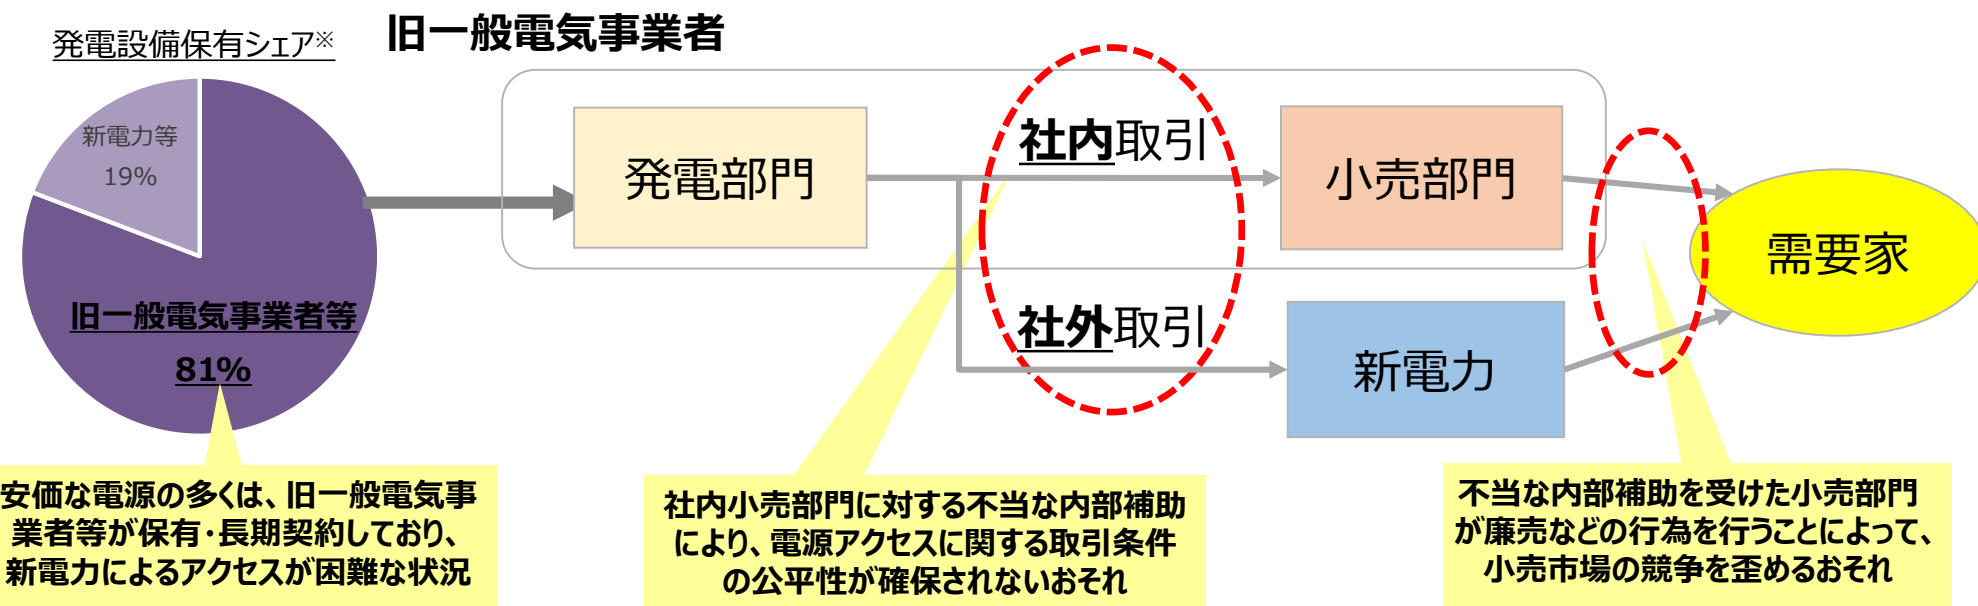 発電設備保有シェア※
旧一般電気事業者
新電力等
19%
旧一般電気事業者等
81%
発電部門
社内取引
小売部門
社外取引
新電力
需要家
安価な電源の多くは、旧一般電気事
業者等が保有・長期契約しており、
新電力によるアクセスが困難な状況
社内小売部門に対する不当な内部補助
により、電源アクセスに関する取引条件
の公平性が確保されないおそれ
不当な内部補助を受けた小売部門
が廉売などの行為を行うことによって、
小売市場の競争を歪めるおそれ